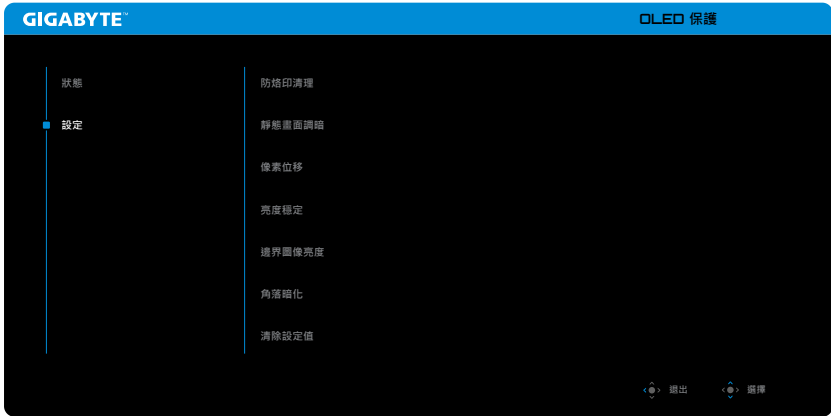 GIGABYTE™
OLED 保護
狀態
設定
防烙印清理
靜態畫面調暗
像素位移
亮度穩定
邊界圖像亮度
角落暗化
清除設定值
退出
選擇